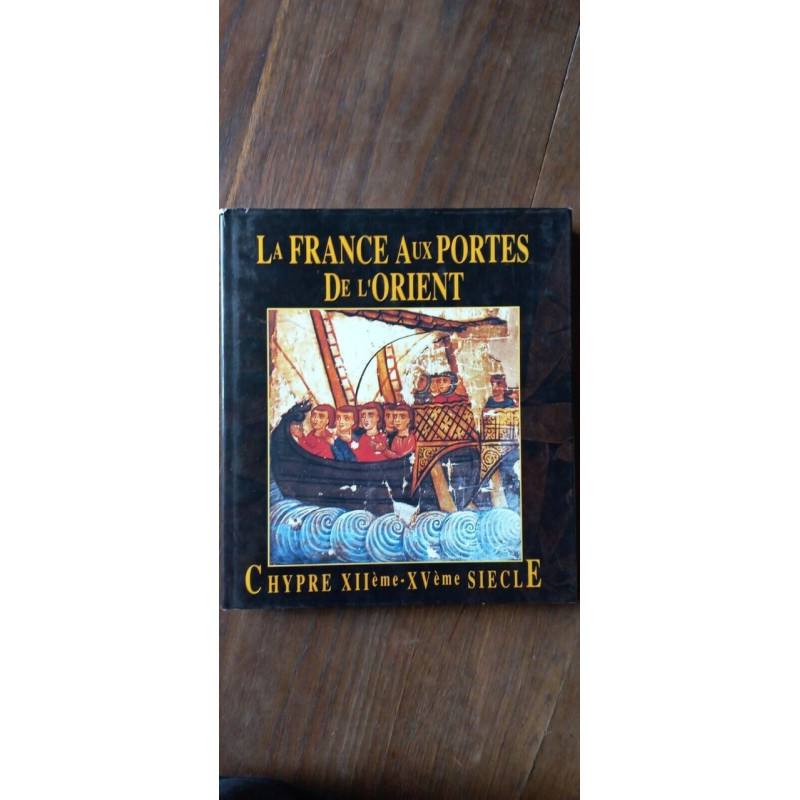 LA FRANCE AUX PORTES
DE L'ORIENT
CHYPRE XIIème-XVème SIECLE